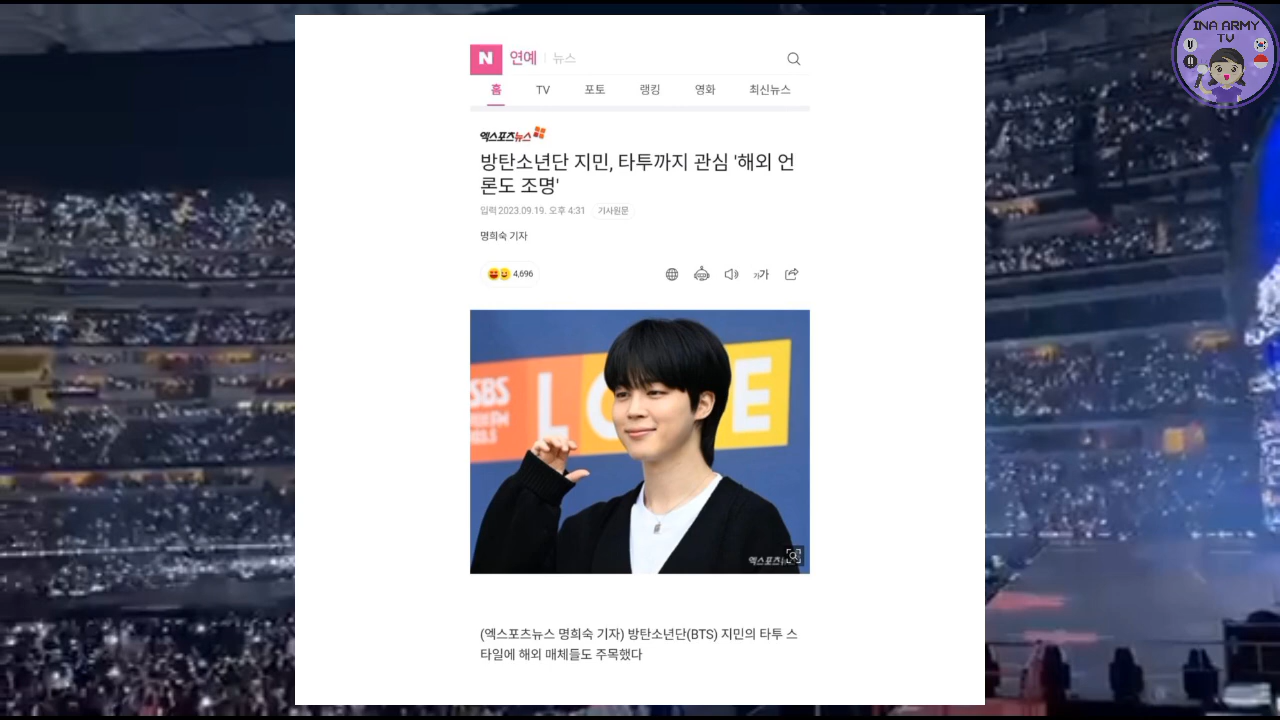 INA ARMY
TV
N 연예 뉴스
홈 TV 포토 랭킹 영화 최신뉴스
엑스포츠뉴스
방탄소년단 지민, 타투까지 관심 '해외 언
론도 조명'
입력 2023.09.19. 오후 4:31 기사원문
명희숙 기자
4,696
가가
SBS
LOVE
엑스포츠
(엑스포츠뉴스 명희숙 기자) 방탄소년단(BTS) 지민의 타투 스
타일에 해외 매체들도 주목했다